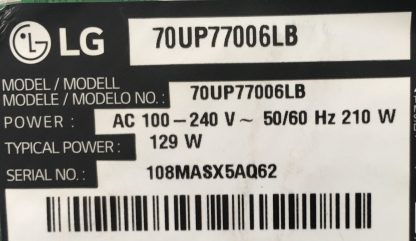 LG 70UP77006LB
MODEL / MODELL
MODELE / MODELO NO. : 70UP77006LB
POWER : AC 100 – 240 V ~ 50/60 Hz 210 W
TYPICAL POWER : 129 W
SERIAL NO. : 108MASX5AQ62